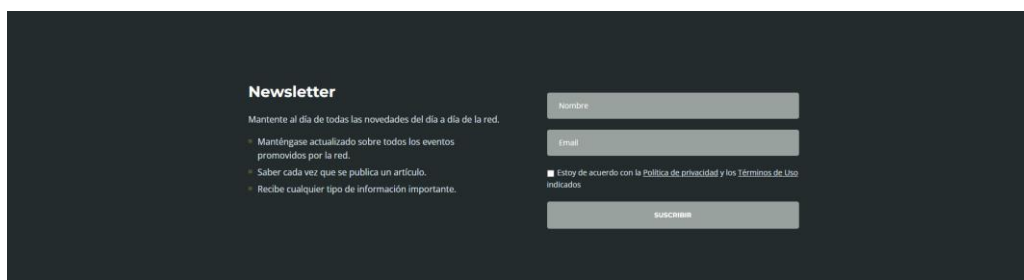 Newsletter
Mantente al día de todas las novedades del día a día de la red.
Manténgase actualizado sobre todos los eventos
promovidos por la red.
Saber cada vez que se publica un artículo.
Recibe cualquier tipo de información importante.
Nombre
Email
Estoy de acuerdo con la Política de privacidad y los Términos de Uso
indicados
SUSCRIBIR